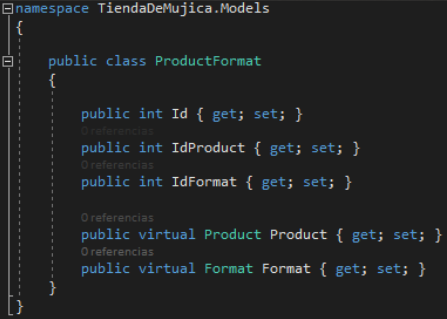 namespace TiendaDeMujica.Models
{
public class ProductFormat
{
public int Id { get; set; }
0 referencias
public int IdProduct { get; set; }
0 referencias
public int IdFormat { get; set; }
0 referencias
public virtual Product Product { get; set; }
0 referencias
public virtual Format Format { get; set; }
}
}